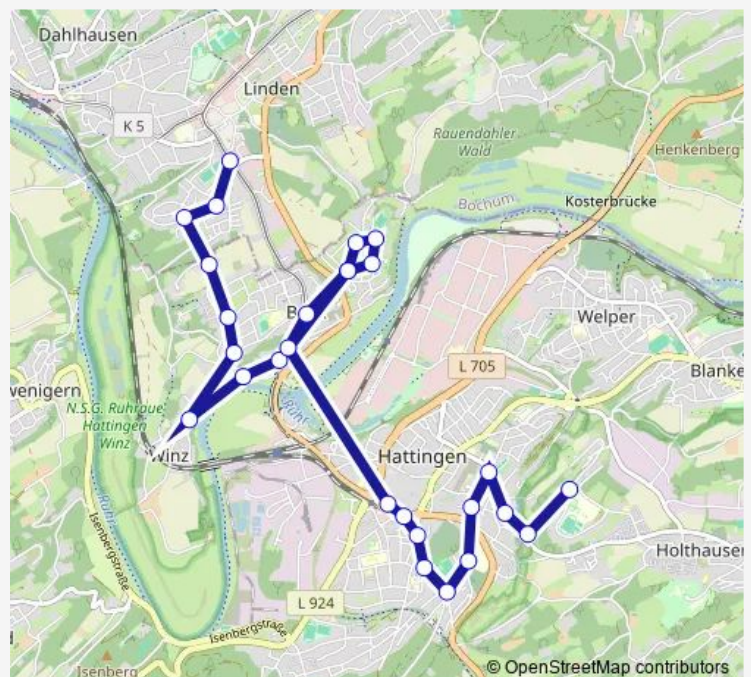 Dahlhausen
Linden
K 5
Rauendahler
Wald
Henkenberg
Bochum
Kosterbrücke
Welper
L 705
Blanke
wenigern
N.S.G. Ruhraue
Hattingen
Winz
Ruhr
Winz
Hattingen
Ruhr
Isenbergstraße
Holthausen
L 924
Isenbergstraße
Isenberg
© OpenStreetMap contributors